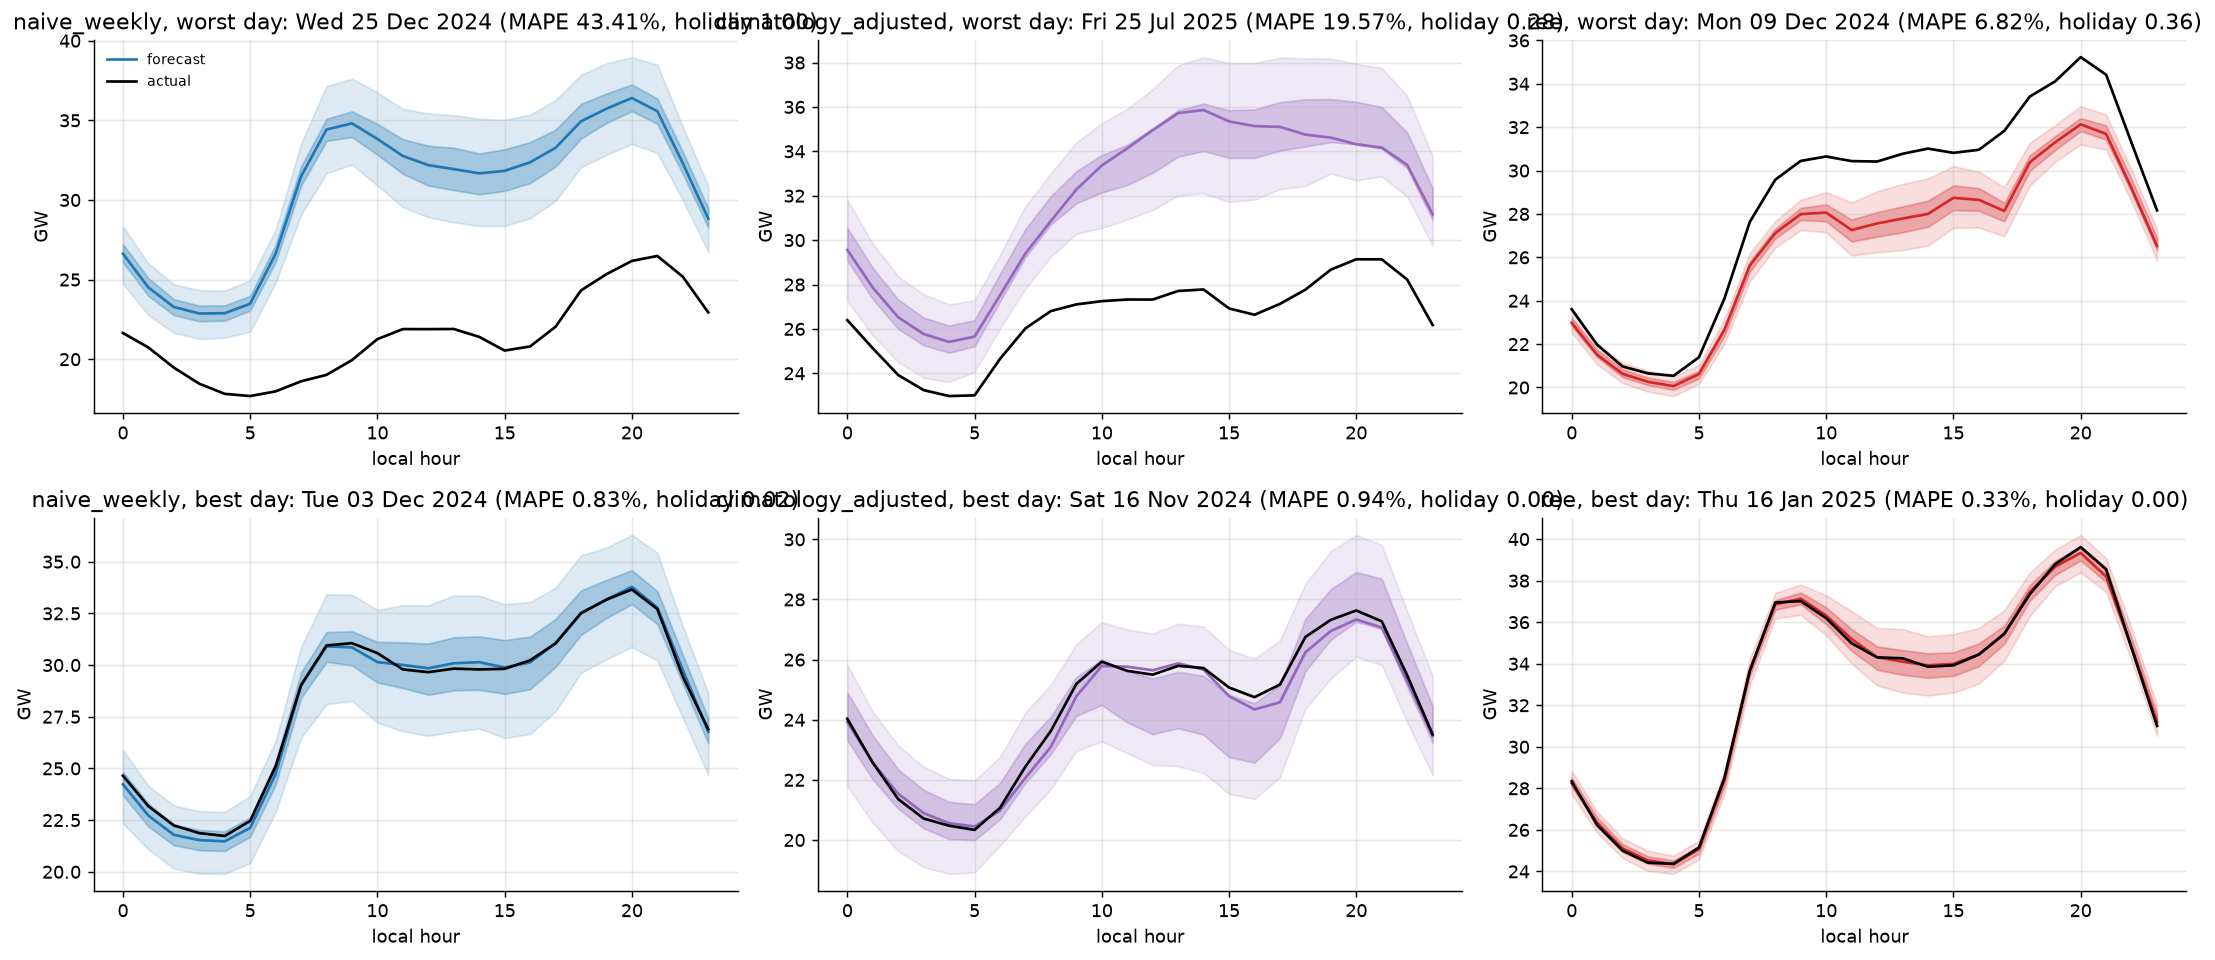 naive_weekly, worst day: Wed 25 Dec 2024 (MAPE 43.41%, holiday 1.00)
climatology_adjusted, worst day: Fri 25 Jul 2025 (MAPE 19.57%, holiday 0.28)
ree, worst day: Mon 09 Dec 2024 (MAPE 6.82%, holiday 0.36)
forecast
actual
40
35
30
25
20
GW
0 5 10 15 20
local hour
38
36
34
32
30
28
26
24
GW
0 5 10 15 20
local hour
36
34
32
30
28
26
24
22
20
GW
0 5 10 15 20
local hour
naive_weekly, best day: Tue 03 Dec 2024 (MAPE 0.83%, holiday 0.02)
climatology_adjusted, best day: Sat 16 Nov 2024 (MAPE 0.94%, holiday 0.00)
ree, best day: Thu 16 Jan 2025 (MAPE 0.33%, holiday 0.00)
35.0
32.5
30.0
27.5
25.0
22.5
20.0
GW
0 5 10 15 20
local hour
30
28
26
24
22
20
GW
0 5 10 15 20
local hour
40
38
36
34
32
30
28
26
24
GW
0 5 10 15 20
local hour